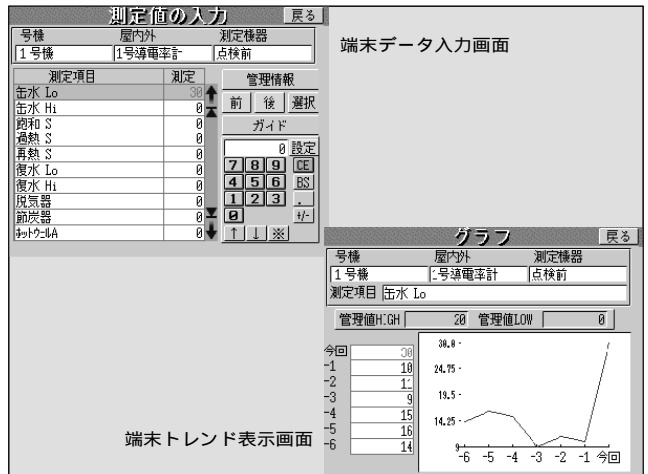 測定値の入力 戻る
号機 屋内外 測定機器
1号機 1号導電率計 点検前
測定項目 測定
缶水 Lo 30
缶水 Hi 0
飽和 S 0
過熱 S 0
再熱 S 0
復水 Lo 0
復水 Hi 0
脱気器 0
節炭器 0
ﾎｯﾄｳｴﾙA 0
管理情報
前 後 選択
ガイド
0 設定
7 8 9 CE
4 5 6 BS
1 2 3 .
0 +/-
↑ ↓ ※
端末データ入力画面
グラフ 戻る
号機 屋内外 測定機器
1号機 1号導電率計 点検前
測定項目 缶水 Lo
管理値HIGH 20 管理値LOW 0
今回 30
-1 10
-2 11
-3 9
-4 15
-5 16
-6 14
30.0
24.75
19.5
14.25
9
-6 -5 -4 -3 -2 -1 今回
端末トレンド表示画面